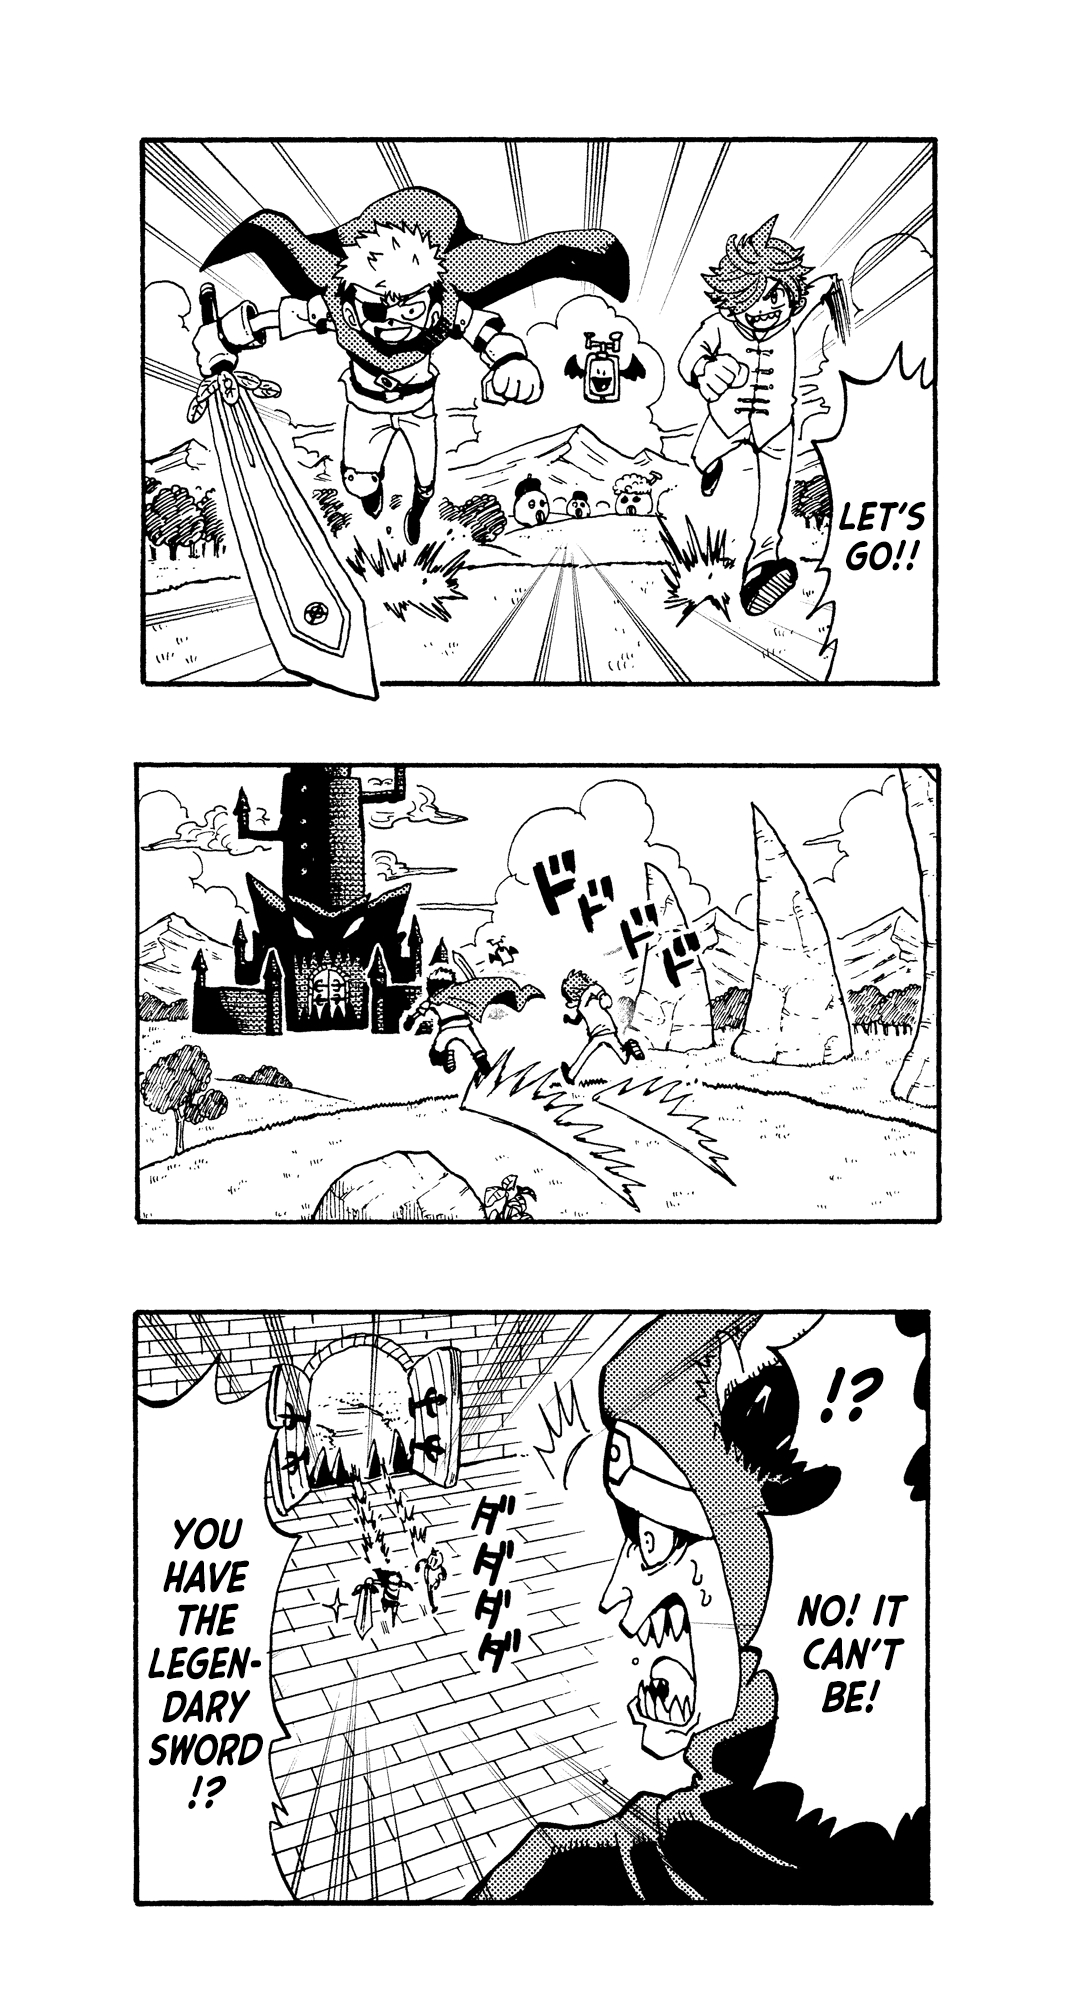 LET'S
GO!!
ドドドド
!?
NO! IT
CAN'T
BE!
ダダダダ
YOU
HAVE
THE
LEGEN-
DARY
SWORD
!?